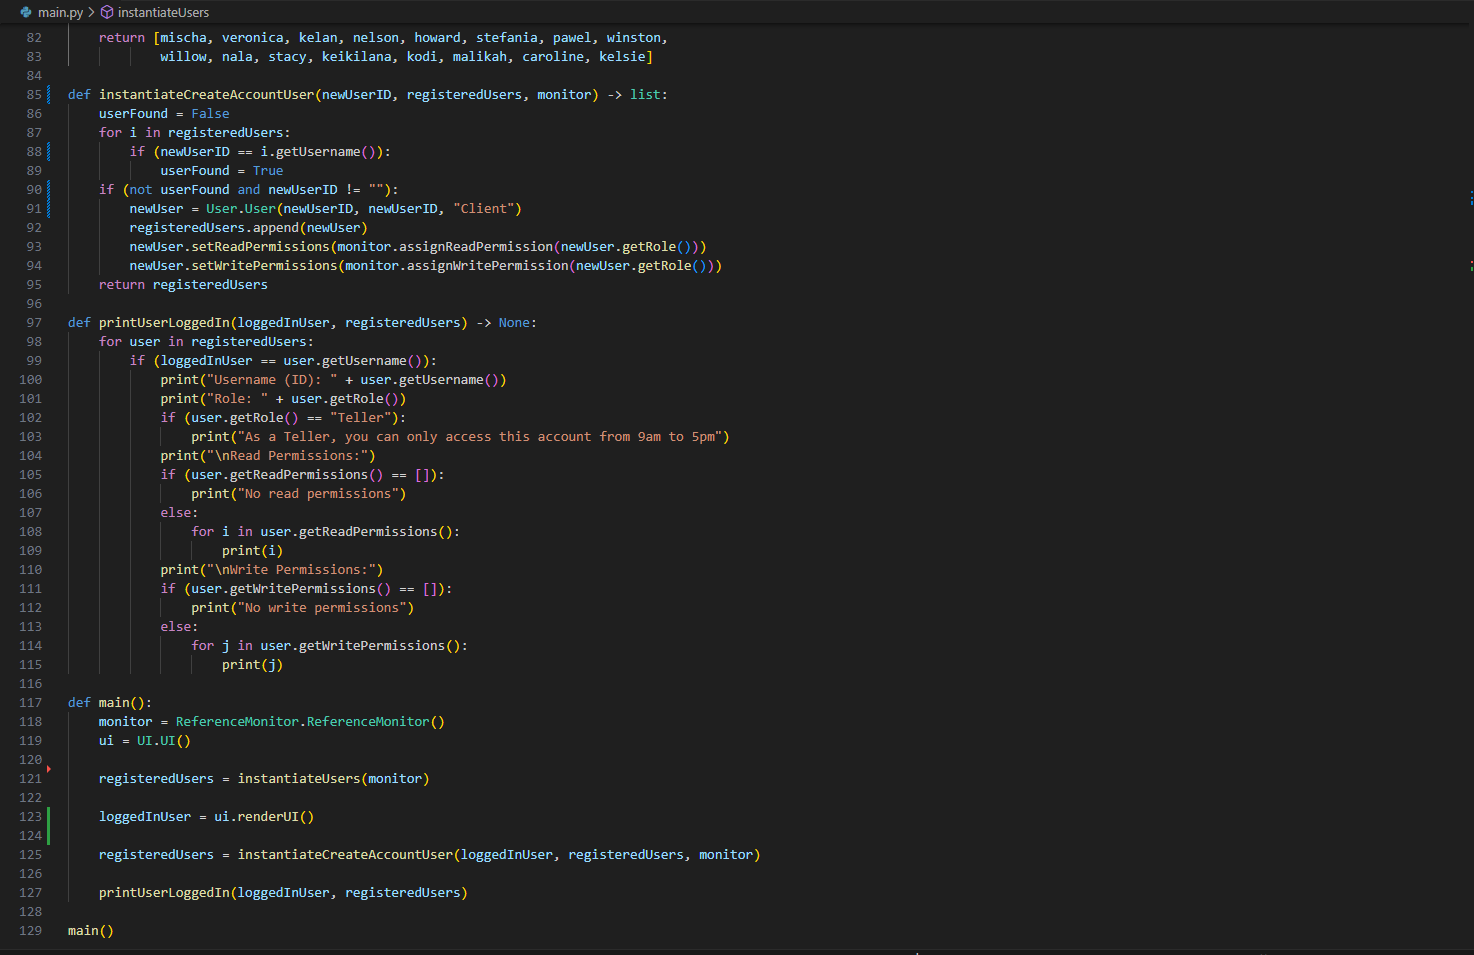 main.py > instantiateUsers
82 return [mischa, veronica, kelan, nelson, howard, stefania, pawel, winston,
83 willow, nala, stacy, keikilana, kodi, malikah, caroline, kelsie]
84
85 def instantiateCreateAccountUser(newUserID, registeredUsers, monitor) -> list:
86 userFound = False
87 for i in registeredUsers:
88 if (newUserID == i.getUsername()):
89 userFound = True
90 if (not userFound and newUserID != ""):
91 newUser = User.User(newUserID, newUserID, "Client")
92 registeredUsers.append(newUser)
93 newUser.setReadPermissions(monitor.assignReadPermission(newUser.getRole()))
94 newUser.setWritePermissions(monitor.assignWritePermission(newUser.getRole()))
95 return registeredUsers
96
97 def printUserLoggedIn(loggedInUser, registeredUsers) -> None:
98 for user in registeredUsers:
99 if (loggedInUser == user.getUsername()):
100 print("Username (ID): " + user.getUsername())
101 print("Role: " + user.getRole())
102 if (user.getRole() == "Teller"):
103 print("As a Teller, you can only access this account from 9am to 5pm")
104 print("\nRead Permissions:")
105 if (user.getReadPermissions() == []):
106 print("No read permissions")
107 else:
108 for i in user.getReadPermissions():
109 print(i)
110 print("\nWrite Permissions:")
111 if (user.getWritePermissions() == []):
112 print("No write permissions")
113 else:
114 for j in user.getWritePermissions():
115 print(j)
116
117 def main():
118 monitor = ReferenceMonitor.ReferenceMonitor()
119 ui = UI.UI()
120
121 registeredUsers = instantiateUsers(monitor)
122
123 loggedInUser = ui.renderUI()
124
125 registeredUsers = instantiateCreateAccountUser(loggedInUser, registeredUsers, monitor)
126
127 printUserLoggedIn(loggedInUser, registeredUsers)
128
129 main()